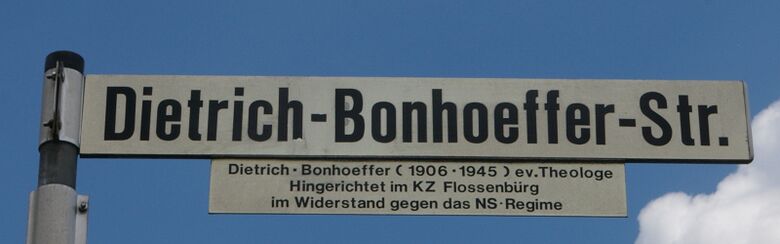 Dietrich-Bonhoeffer-Str.
Dietrich·Bonhoeffer (1906·1945) ev.Theologe
Hingerichtet im KZ Flossenbürg
im Widerstand gegen das NS·Regime